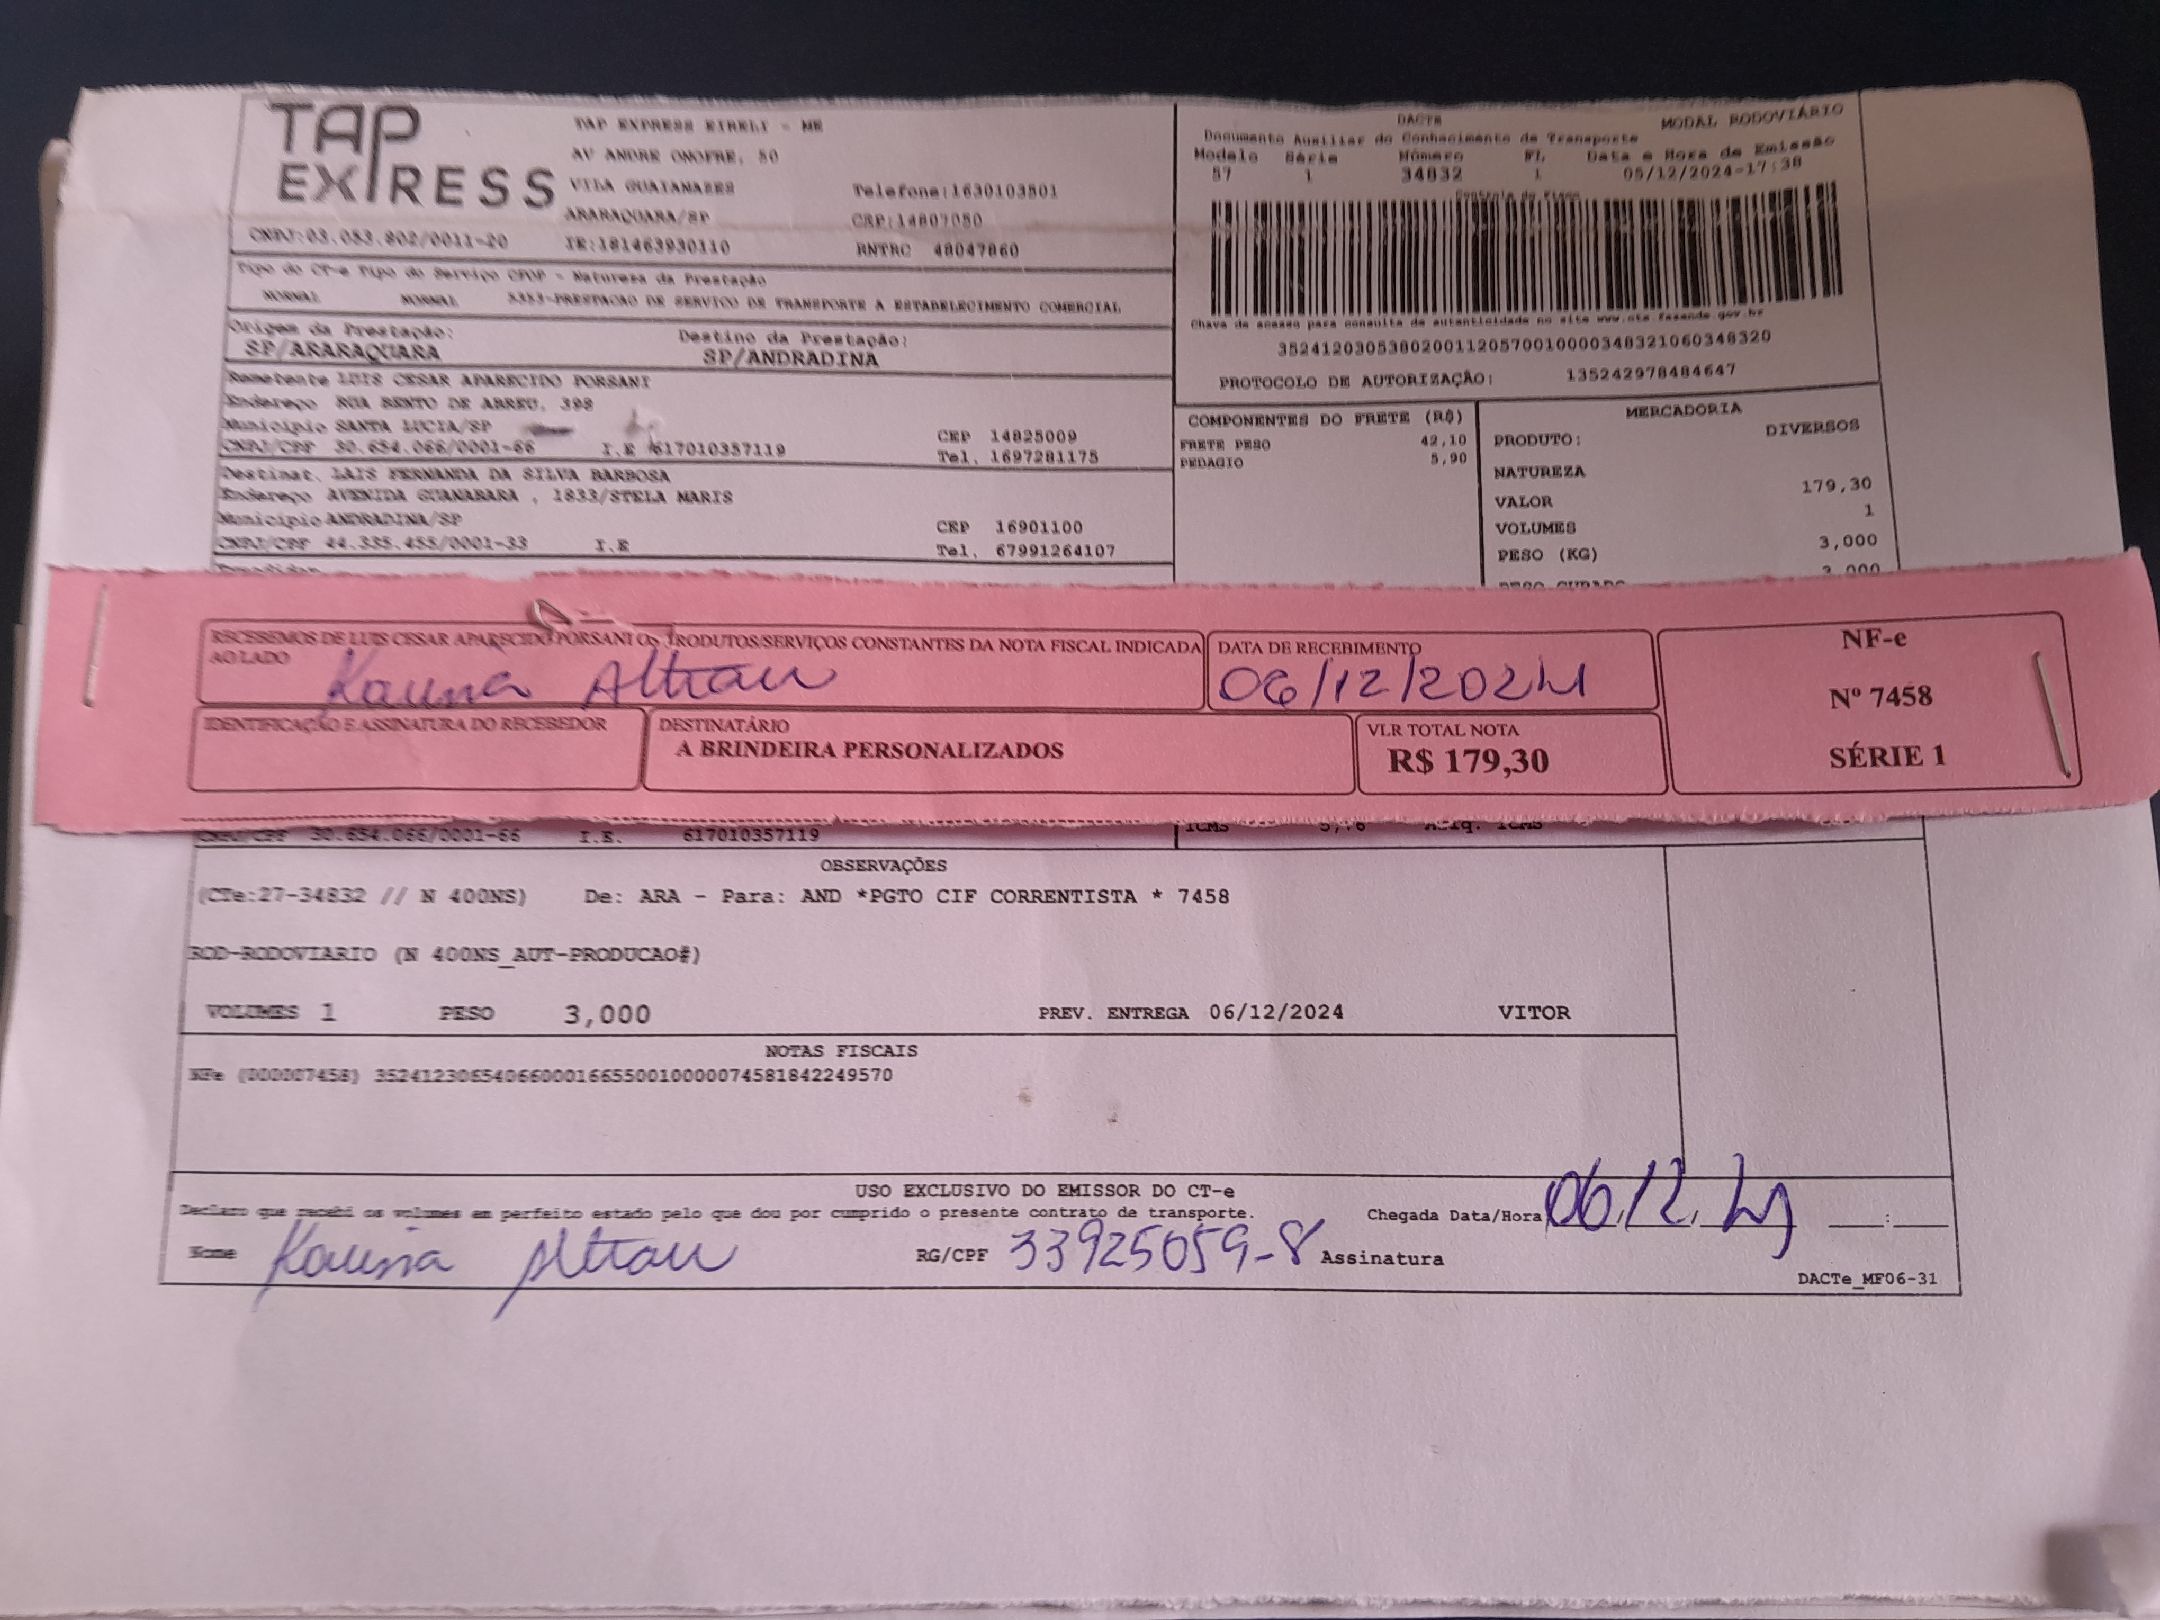 TAP EXPRESS
TAP EXPRESS EIRELI - ME
AV ANDRE ONOFRE, 50
VILA GUAIANASES
Telefone:1630103501
ARARAQUARA/SP
CEP:14807050
CNPJ:03.053.802/0011-20
IE:181463930110
RNTRC 48047860
Tipo do CT-e Tipo do Serviço CFOP - Natureza da Prestação
NORMAL NORMAL 5353-PRESTACAO DE SERVICO DE TRANSPORTE A ESTABELECIMENTO COMERCIAL
Origem da Prestação:
SP/ARARAQUARA
Destino da Prestação:
SP/ANDRADINA
Remetente LUIS CESAR APARECIDO PORSANI
Endereço RUA BENTO DE ABREU, 398
Município SANTA LUCIA/SP
CEP 14825009
CNPJ/CPF 30.654.066/0001-66 I.E 617010357119
Tel. 1697281175
Destinat. LAIS FERNANDA DA SILVA BARBOSA
Endereço AVENIDA GUANABARA , 1833/STELA MARIS
Município ANDRADINA/SP
CEP 16901100
CNPJ/CPF 44.335.455/0001-33 I.E
Tel. 67991264107
DACTE
MODAL RODOVIÁRIO
Documento Auxiliar do Conhecimento de Transporte
Modelo Série Número FL Data e Hora de Emissão
57 1 34832 1 05/12/2024-17:38
Controle do Fisco
Chave de acesso para consulta de autenticidade no site www.cte.fazenda.gov.br
35241203053802001120570010000348321060348320
PROTOCOLO DE AUTORIZAÇÃO: 135242978484647
COMPONENTES DO FRETE (R$)
FRETE PESO 42,10
PEDAGIO 5,90
MERCADORIA
PRODUTO: DIVERSOS
NATUREZA
VALOR 179,30
VOLUMES 1
PESO (KG) 3,000
3,000
RECEBEMOS DE LUIS CESAR APARECIDO PORSANI OS PRODUTOS/SERVIÇOS CONSTANTES DA NOTA FISCAL INDICADA
AO LADO
Kauna Altran
DATA DE RECEBIMENTO
06/12/2024
IDENTIFICAÇÃO E ASSINATURA DO RECEBEDOR
DESTINATÁRIO
A BRINDEIRA PERSONALIZADOS
VLR TOTAL NOTA
R$ 179,30
NF-e
Nº 7458
SÉRIE 1
CNPJ/CPF 30.654.066/0001-66 I.E. 617010357119
ICMS 5,76 Aliq. ICMS
OBSERVAÇÕES
(CTe:27-34832 // N 400NS) De: ARA - Para: AND *PGTO CIF CORRENTISTA * 7458
ROD-RODOVIARIO (N 400NS_AUT-PRODUCAO#)
VOLUMES 1 PESO 3,000 PREV. ENTREGA 06/12/2024 VITOR
NOTAS FISCAIS
NFe (000007458) 35241230654066000166550010000074581842249570
USO EXCLUSIVO DO EMISSOR DO CT-e
Declaro que recebi os volumes em perfeito estado pelo que dou por cumprido o presente contrato de transporte.
Chegada Data/Hora 06/12/24 __:__
Nome Kauna Altran RG/CPF 33925059-8 Assinatura
DACTe_MF06-31